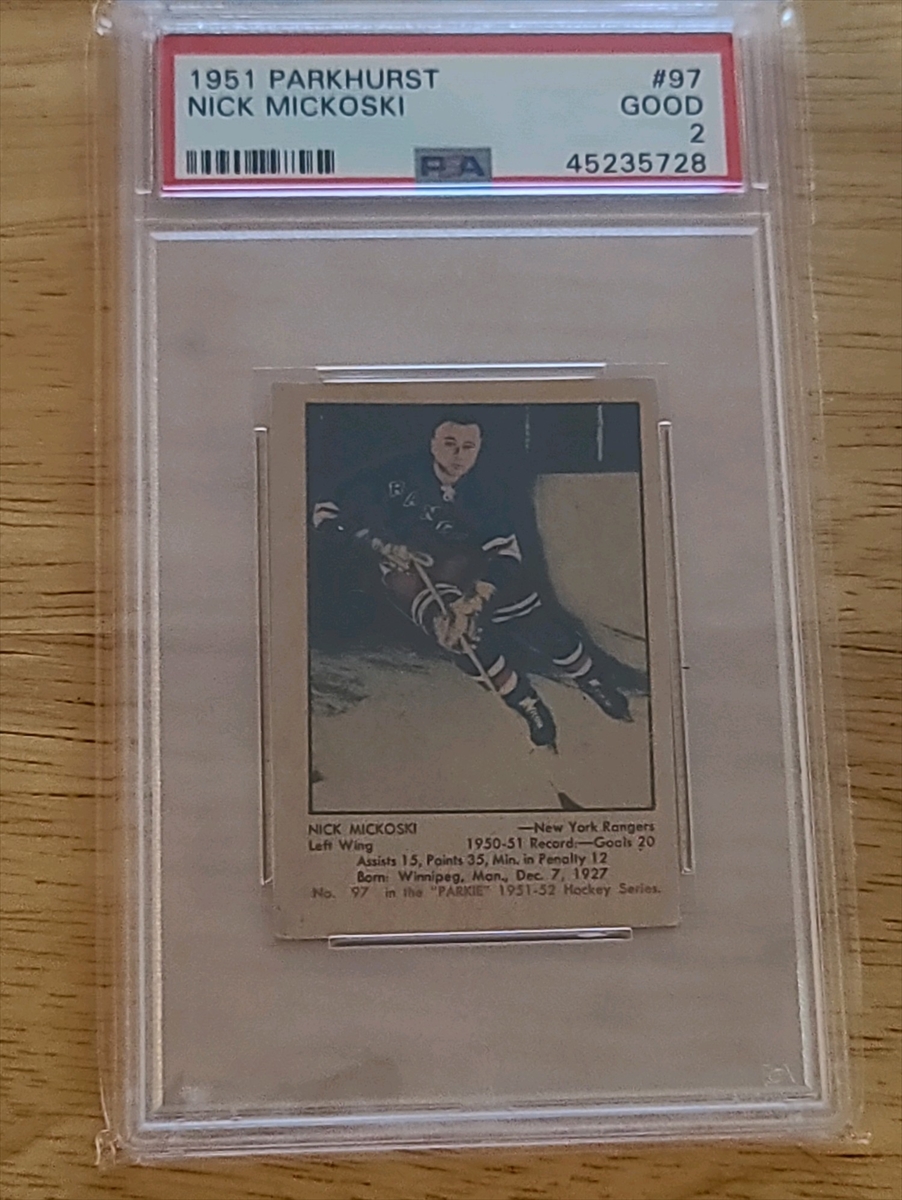 1951 PARKHURST #97
NICK MICKOSKI GOOD
2
PSA 45235728
RANG
NICK MICKOSKI —New York Rangers
Left Wing 1950-51 Record:—Goals 20
Assists 15, Points 35, Min. in Penalty 12
Born: Winnipeg, Man., Dec. 7, 1927
No. 97 in the "PARKIE" 1951-52 Hockey Series.